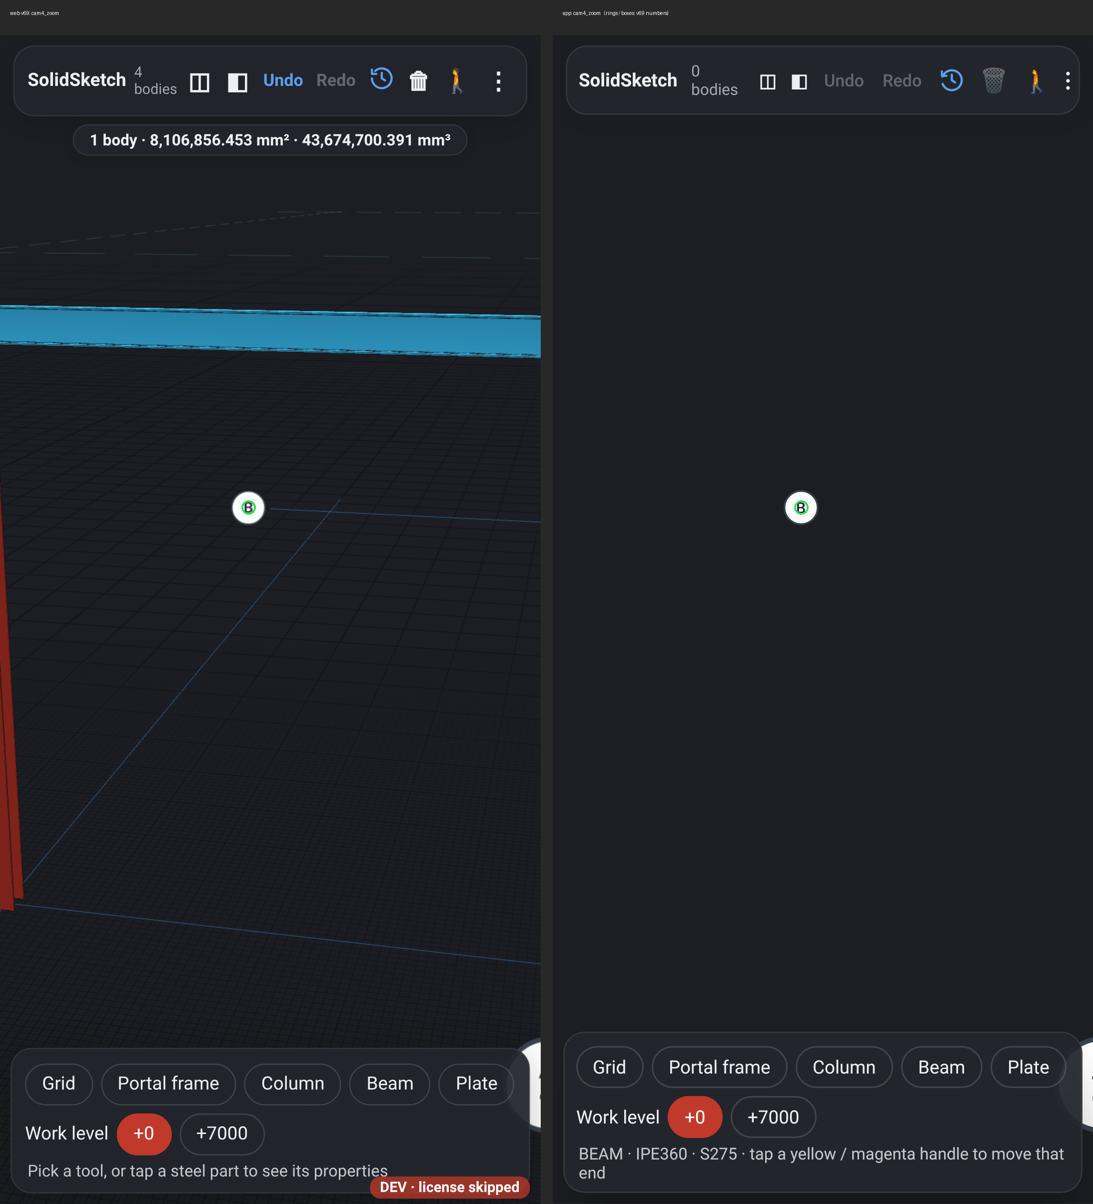 web v69: cam4_zoom
SolidSketch
4
bodies
Undo
Redo
1 body · 8,106,856.453 mm² · 43,674,700.391 mm³
B
Grid
Portal frame
Column
Beam
Plate
Work level
+0
+7000
Pick a tool, or tap a steel part to see its properties
DEV · license skipped
app cam4_zoom (rings/boxes: v69 numbers)
SolidSketch
0
bodies
Undo
Redo
B
Grid
Portal frame
Column
Beam
Plate
Work level
+0
+7000
BEAM · IPE360 · S275 · tap a yellow / magenta handle to move that
end